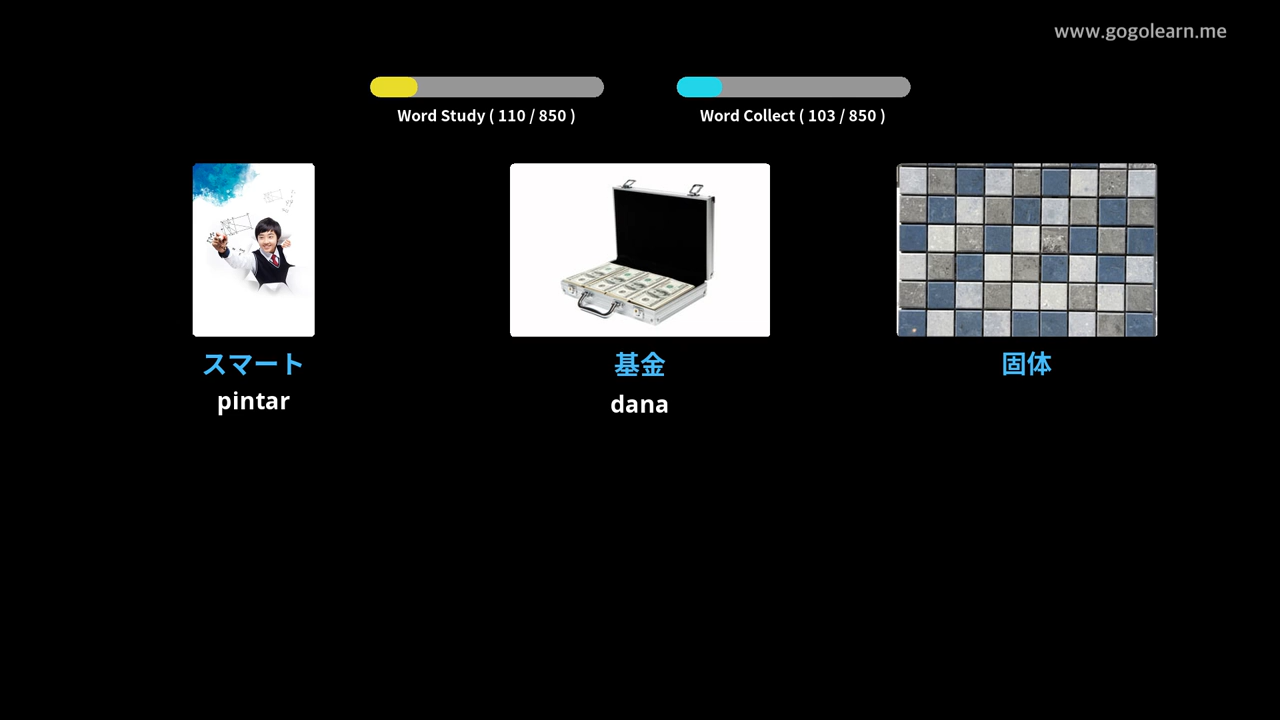 www.gogolearn.me
Word Study ( 110 / 850 )
Word Collect ( 103 / 850 )
スマート
pintar
基金
dana
固体